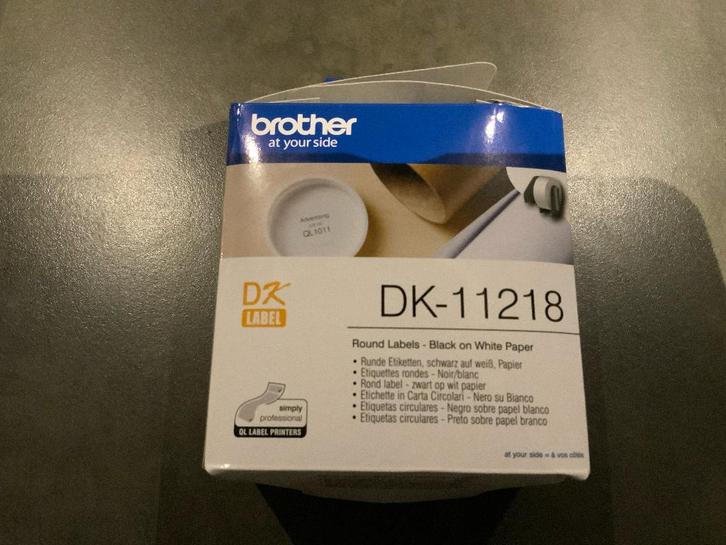 brother
at your side
Advertising
QL1011
DK
LABEL
DK-11218
Round Labels - Black on White Paper
• Runde Etiketten, schwarz auf weiß, Papier
• Etiquettes rondes - Noir/blanc
• Rond label - zwart op wit papier
• Etichette in Carta Circolari - Nero su Bianco
• Etiquetas circulares - Negro sobre papel blanco
• Etiquetas circulares - Preto sobre papel branco
simply
professional
QL LABEL PRINTERS
at your side = à vos côtés